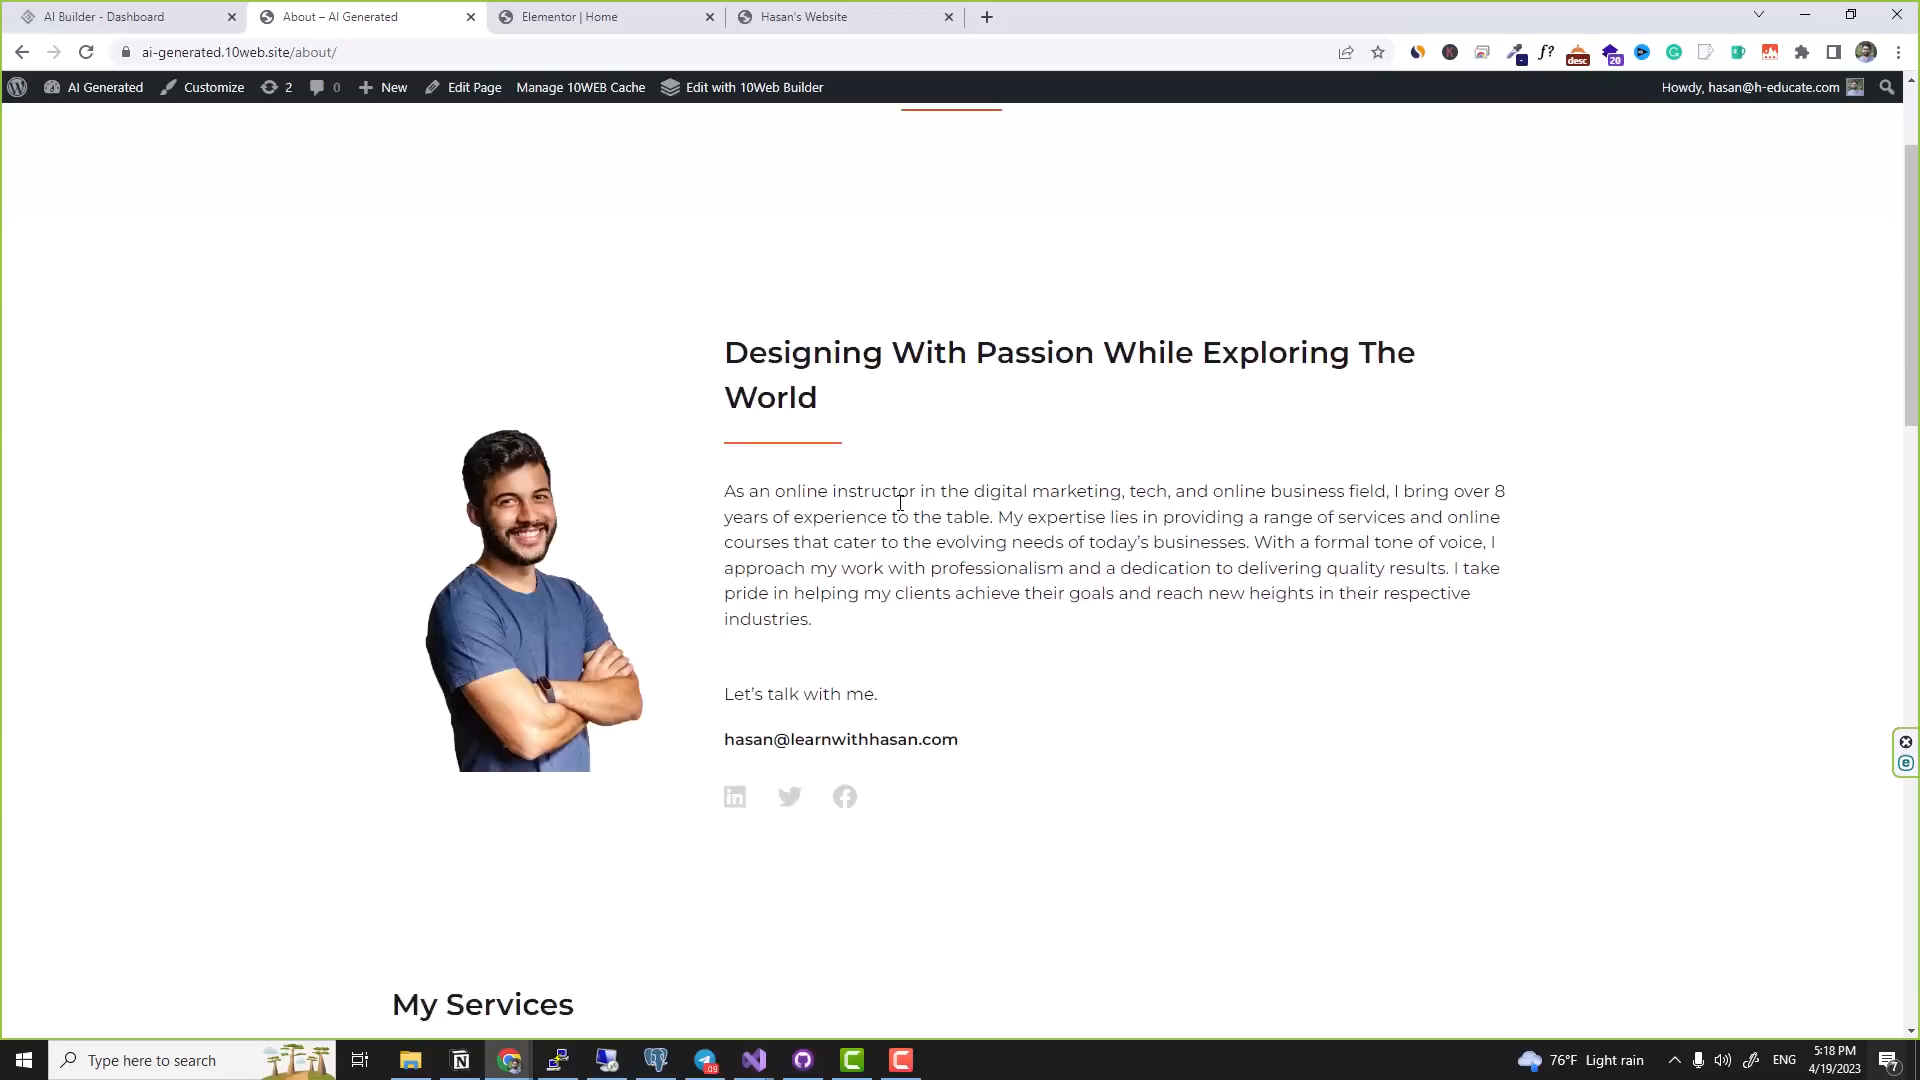 AI Builder - Dashboard
About – AI Generated
Elementor | Home
Hasan's Website
ai-generated.10web.site/about/
f?
desc
20
AI Generated
Customize
2
0
New
Edit Page
Manage 10WEB Cache
Edit with 10Web Builder
Howdy, hasan@h-educate.com
Designing With Passion While Exploring The
World
As an online instructor in the digital marketing, tech, and online business field, I bring over 8
years of experience to the table. My expertise lies in providing a range of services and online
courses that cater to the evolving needs of today’s businesses. With a formal tone of voice, I
approach my work with professionalism and a dedication to delivering quality results. I take
pride in helping my clients achieve their goals and reach new heights in their respective
industries.
Let’s talk with me.
hasan@learnwithhasan.com
My Services
Type here to search
.09
76°F Light rain
ENG
5:18 PM
4/19/2023
7